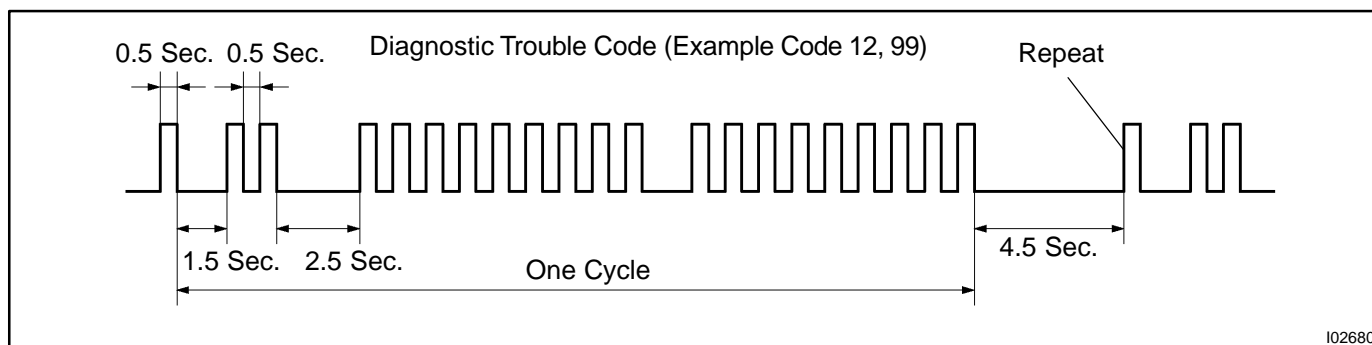 Diagnostic Trouble Code (Example Code 12, 99)
0.5 Sec. 0.5 Sec.
Repeat
1.5 Sec. 2.5 Sec.
4.5 Sec.
One Cycle
I02680